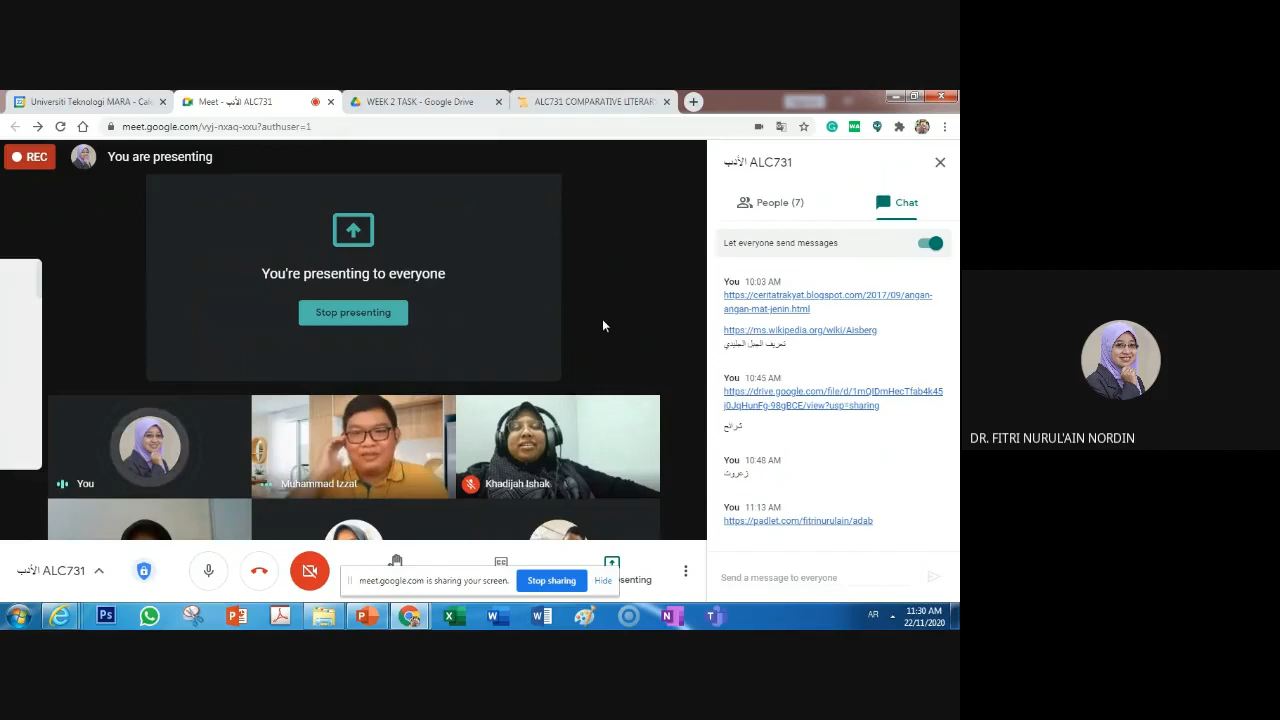 Universiti Teknologi MARA - Cale
Meet - الأدب ALC731
WEEK 2 TASK - Google Drive
ALC731 COMPARATIVE LITERAR
meet.google.com/vyj-nxaq-xxu?authuser=1
REC
You are presenting
You're presenting to everyone
Stop presenting
You
Muhammad Izzat
Khadijah Ishak
الأدب ALC731
People (7)
Chat
Let everyone send messages
You 10:03 AM
https://ceritatrakyat.blogspot.com/2017/09/angan-
angan-mat-jenin.html
https://ms.wikipedia.org/wiki/Aisberg
تعريف الجبل الجليدي
You 10:45 AM
https://drive.google.com/file/d/1mQIDmHecTfab4k45
j0JqHunFg-98gBCE/view?usp=sharing
شرائح
You 10:48 AM
زعروت
You 11:13 AM
https://padlet.com/fitrinurulain/adab
Send a message to everyone
الأدب ALC731
meet.google.com is sharing your screen.
Stop sharing
Hide
esenting
AR
11:30 AM
22/11/2020
DR. FITRI NURUL'AIN NORDIN